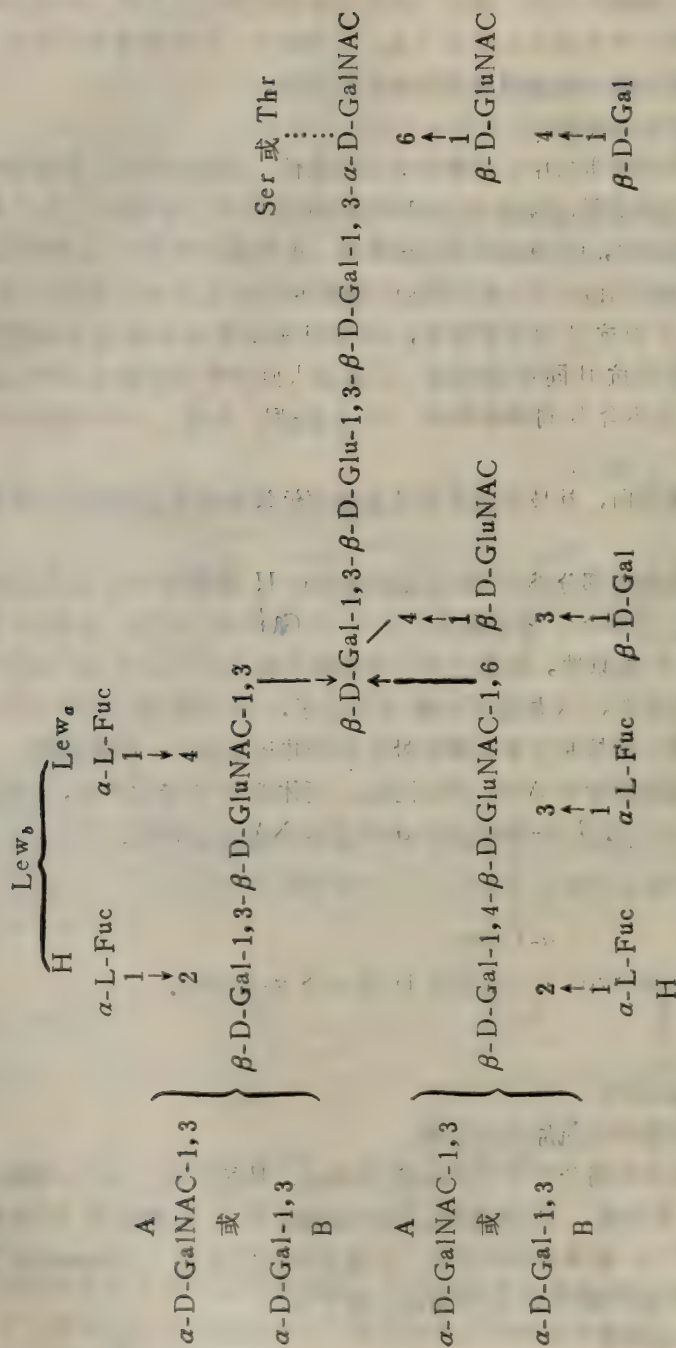 Lew_b
H Lew_a
α-L-Fuc α-L-Fuc
1 1
↓ ↓
2 4
A
α-D-GalNAC-1,3
或
α-D-Gal-1,3
B
β-D-Gal-1,3-β-D-GluNAC-1,3
Ser 或 Thr
β-D-Gal-1,3-β-D-Glu-1,3-β-D-Gal-1,3-α-D-GalNAC
4 6
↑ ↑
1 1
β-D-GluNAC β-D-GluNAC
3 4
↑ ↑
1 1
β-D-Gal β-D-Gal
A
α-D-GalNAC-1,3
或
α-D-Gal-1,3
B
β-D-Gal-1,4-β-D-GluNAC-1,6
2 3
↑ ↑
1 1
α-L-Fuc α-L-Fuc
H